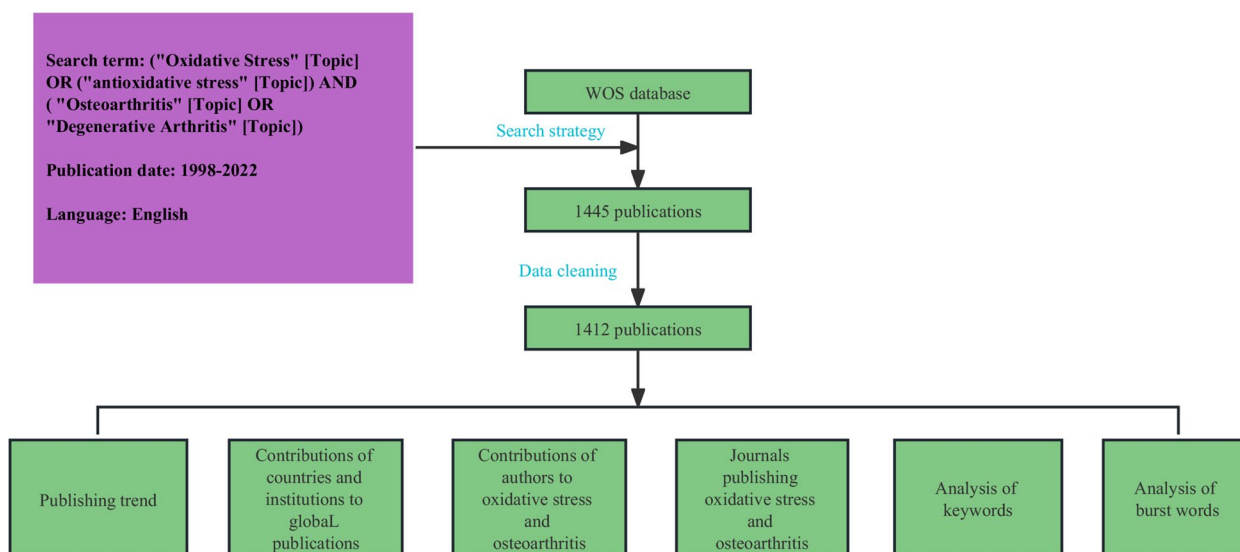 Search term: ("Oxidative Stress" [Topic]
OR ("antioxidative stress" [Topic]) AND
( "Osteoarthritis" [Topic] OR
"Degenerative Arthritis" [Topic])
Publication date: 1998-2022
Language: English
WOS database
Search strategy
1445 publications
Data cleaning
1412 publications
Publishing trend
Contributions of
countries and
institutions to
globaL
publications
Contributions of
authors to
oxidative stress
and
osteoarthritis
Journals
publishing
oxidative stress
and
osteoarthritis
Analysis of
keywords
Analysis of
burst words